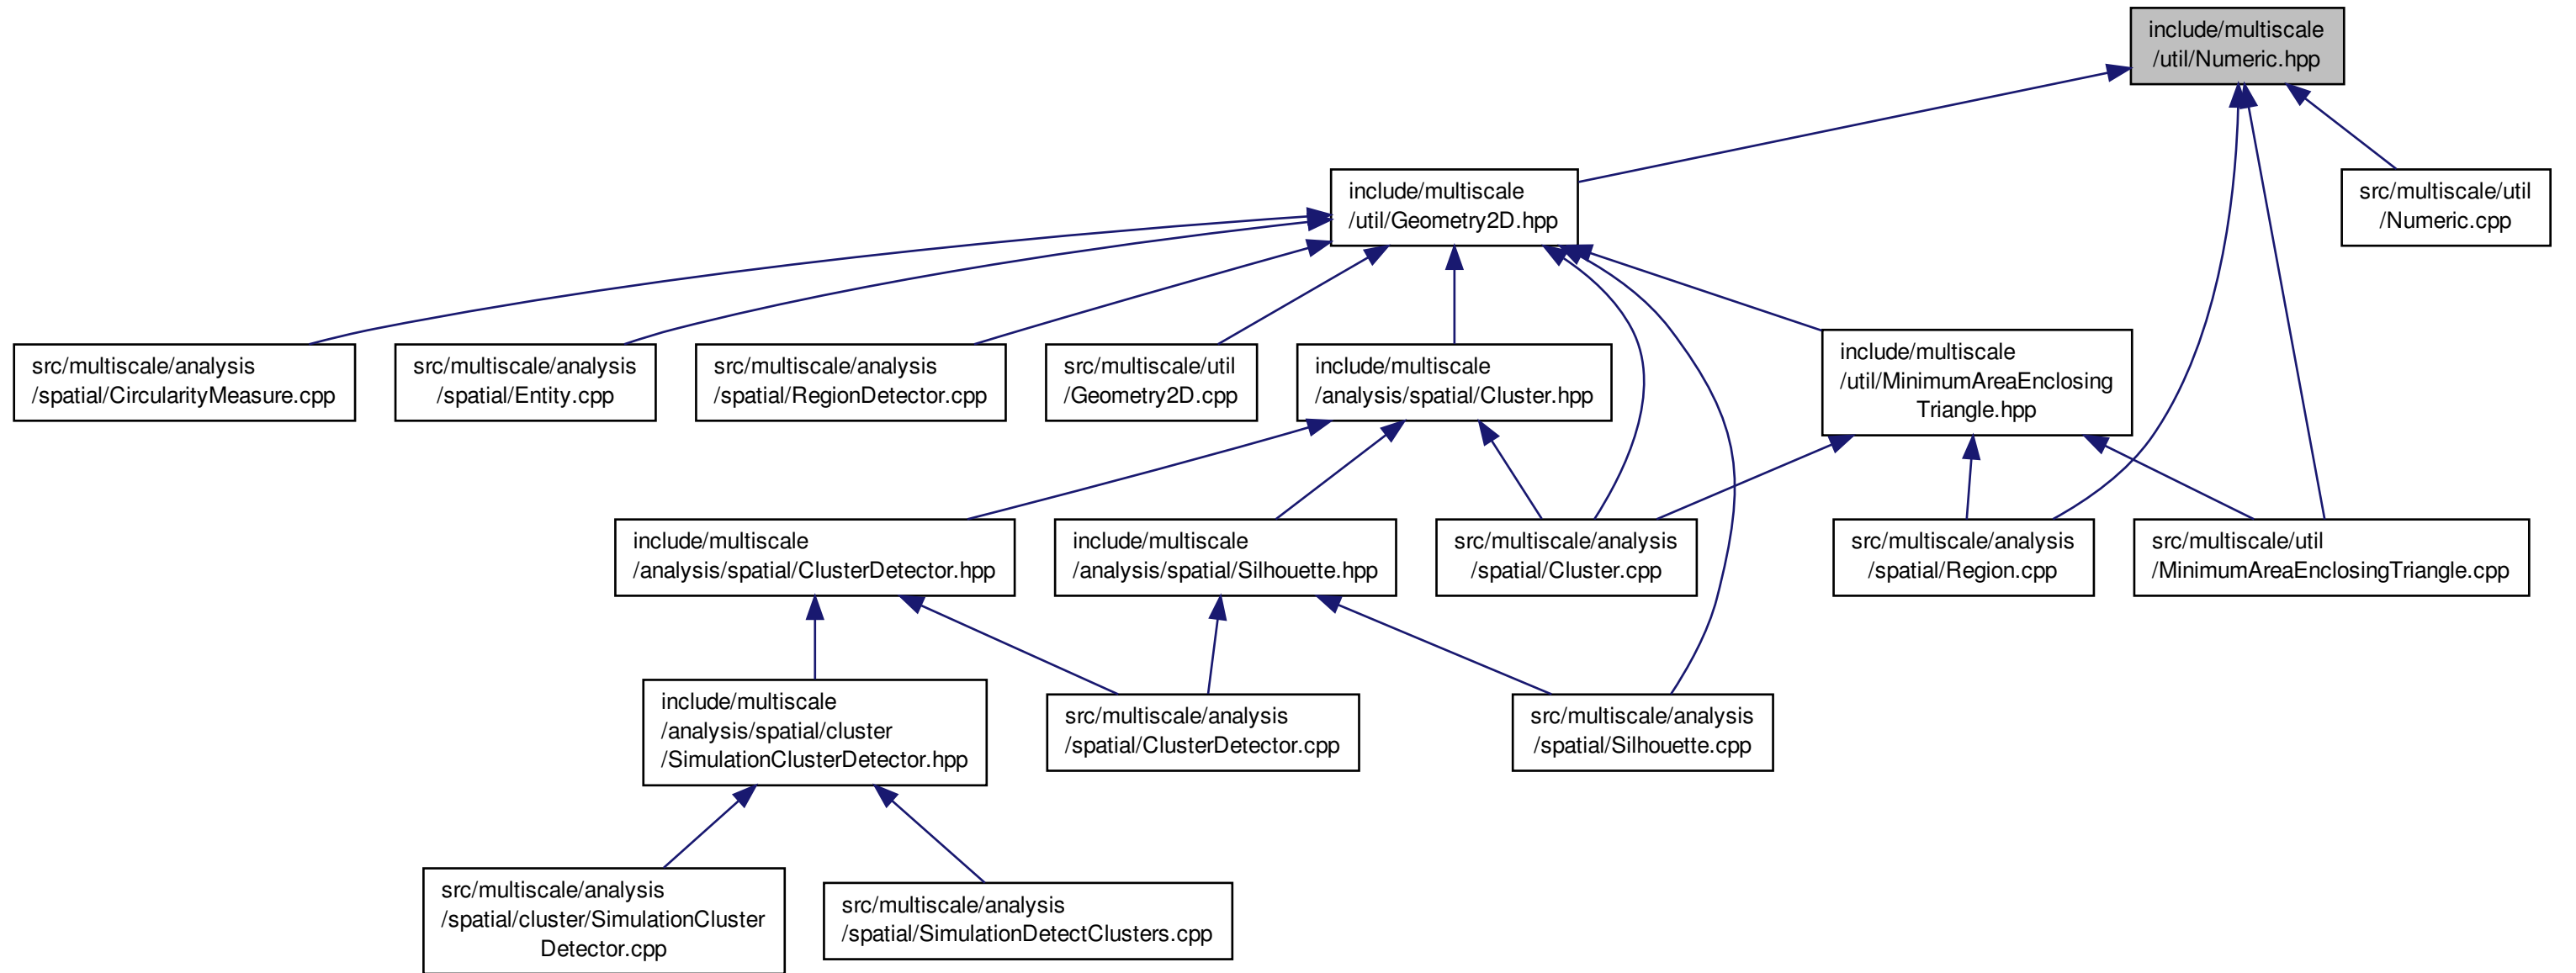 include/multiscale
/util/Numeric.hpp
include/multiscale
/util/Geometry2D.hpp
src/multiscale/util
/Numeric.cpp
src/multiscale/analysis
/spatial/CircularityMeasure.cpp
src/multiscale/analysis
/spatial/Entity.cpp
src/multiscale/analysis
/spatial/RegionDetector.cpp
src/multiscale/util
/Geometry2D.cpp
include/multiscale
/analysis/spatial/Cluster.hpp
include/multiscale
/util/MinimumAreaEnclosing
Triangle.hpp
include/multiscale
/analysis/spatial/ClusterDetector.hpp
include/multiscale
/analysis/spatial/Silhouette.hpp
src/multiscale/analysis
/spatial/Cluster.cpp
src/multiscale/analysis
/spatial/Region.cpp
src/multiscale/util
/MinimumAreaEnclosingTriangle.cpp
include/multiscale
/analysis/spatial/cluster
/SimulationClusterDetector.hpp
src/multiscale/analysis
/spatial/ClusterDetector.cpp
src/multiscale/analysis
/spatial/Silhouette.cpp
src/multiscale/analysis
/spatial/cluster/SimulationCluster
Detector.cpp
src/multiscale/analysis
/spatial/SimulationDetectClusters.cpp